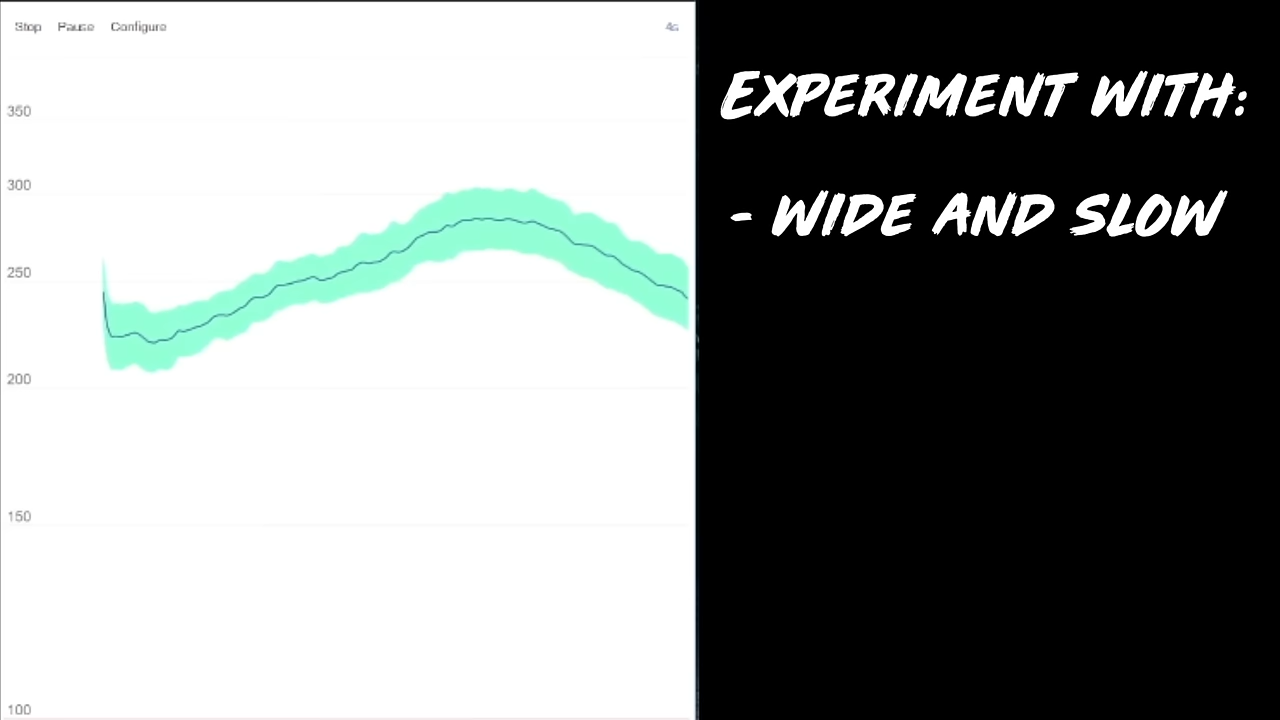 Stop Pause Configure 4s
350
300
250
200
150
100
EXPERIMENT WITH:
- WIDE AND SLOW